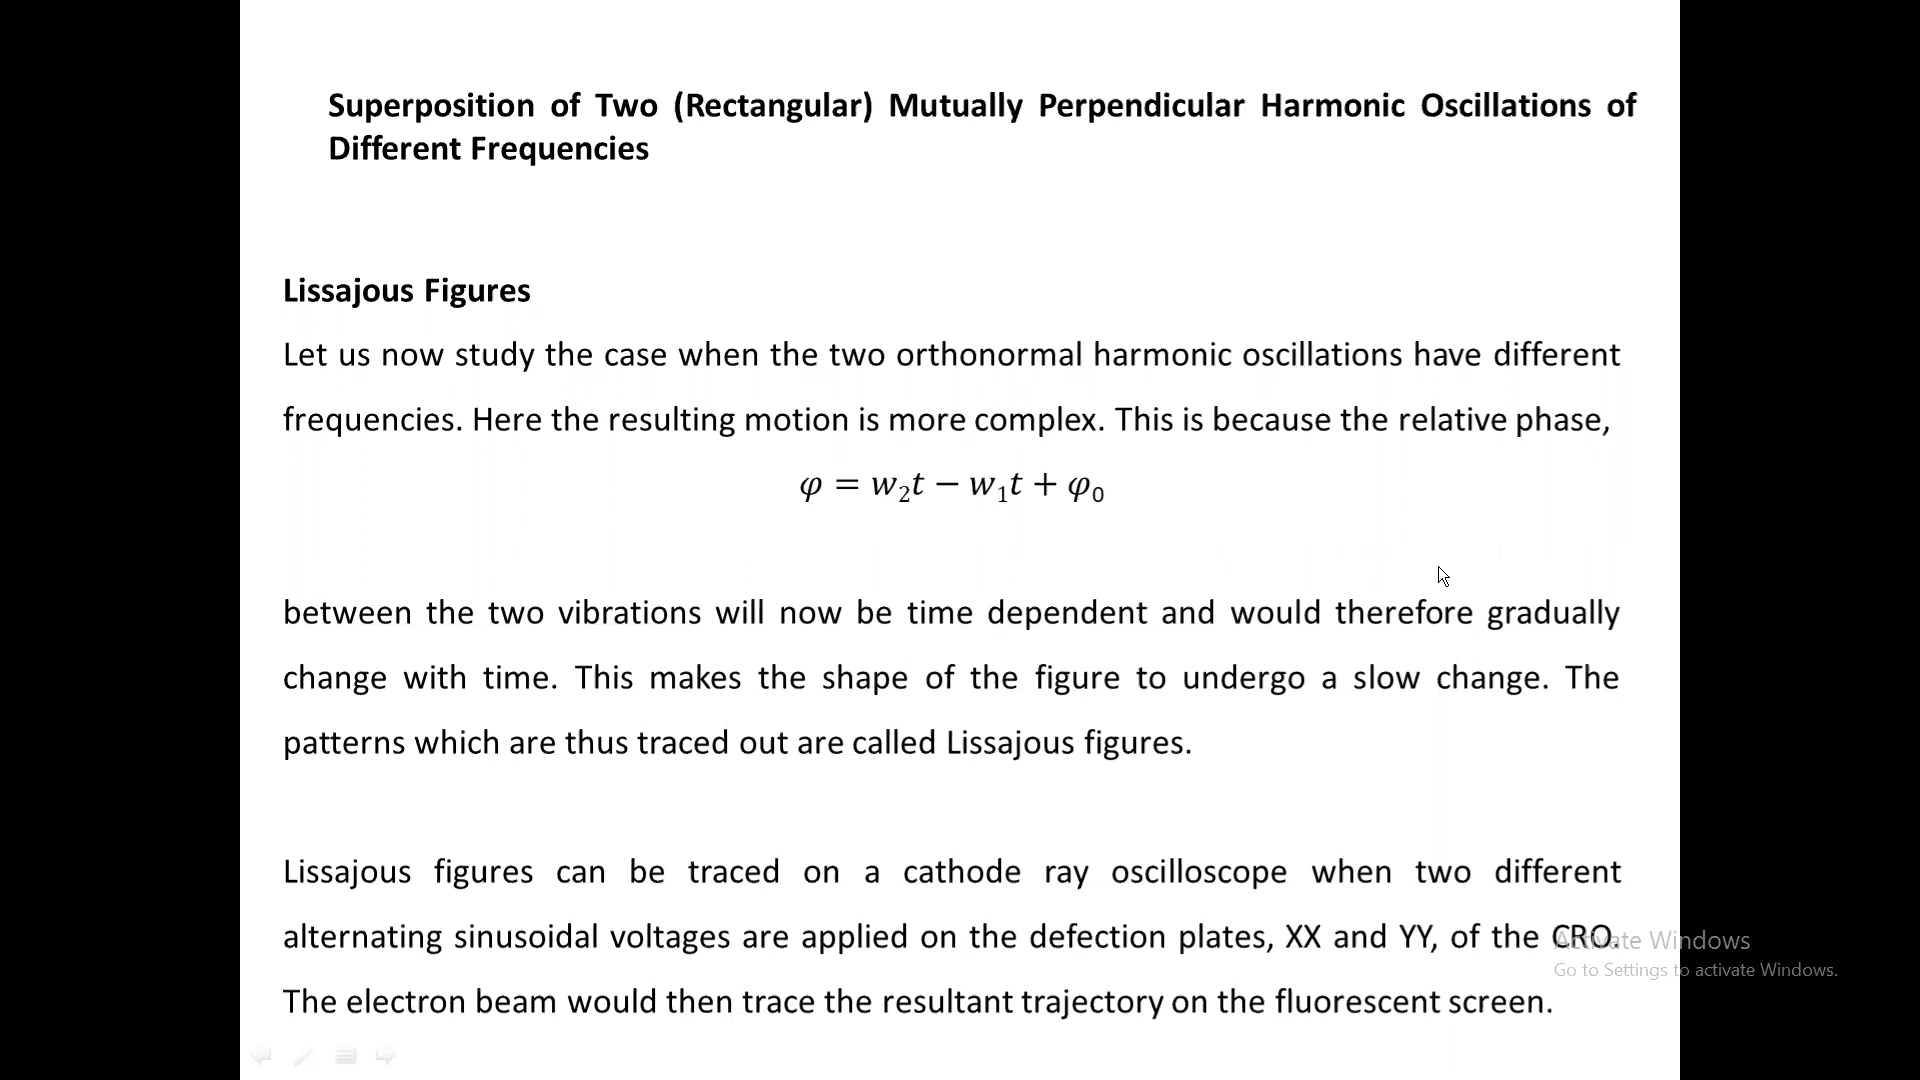 Superposition of Two (Rectangular) Mutually Perpendicular Harmonic Oscillations of
Different Frequencies
Lissajous Figures
Let us now study the case when the two orthonormal harmonic oscillations have different
frequencies. Here the resulting motion is more complex. This is because the relative phase,
φ = w₂t − w₁t + φ₀
between the two vibrations will now be time dependent and would therefore gradually
change with time. This makes the shape of the figure to undergo a slow change. The
patterns which are thus traced out are called Lissajous figures.
Lissajous figures can be traced on a cathode ray oscilloscope when two different
alternating sinusoidal voltages are applied on the defection plates, XX and YY, of the CRO.
The electron beam would then trace the resultant trajectory on the fluorescent screen.
Activate Windows
Go to Settings to activate Windows.